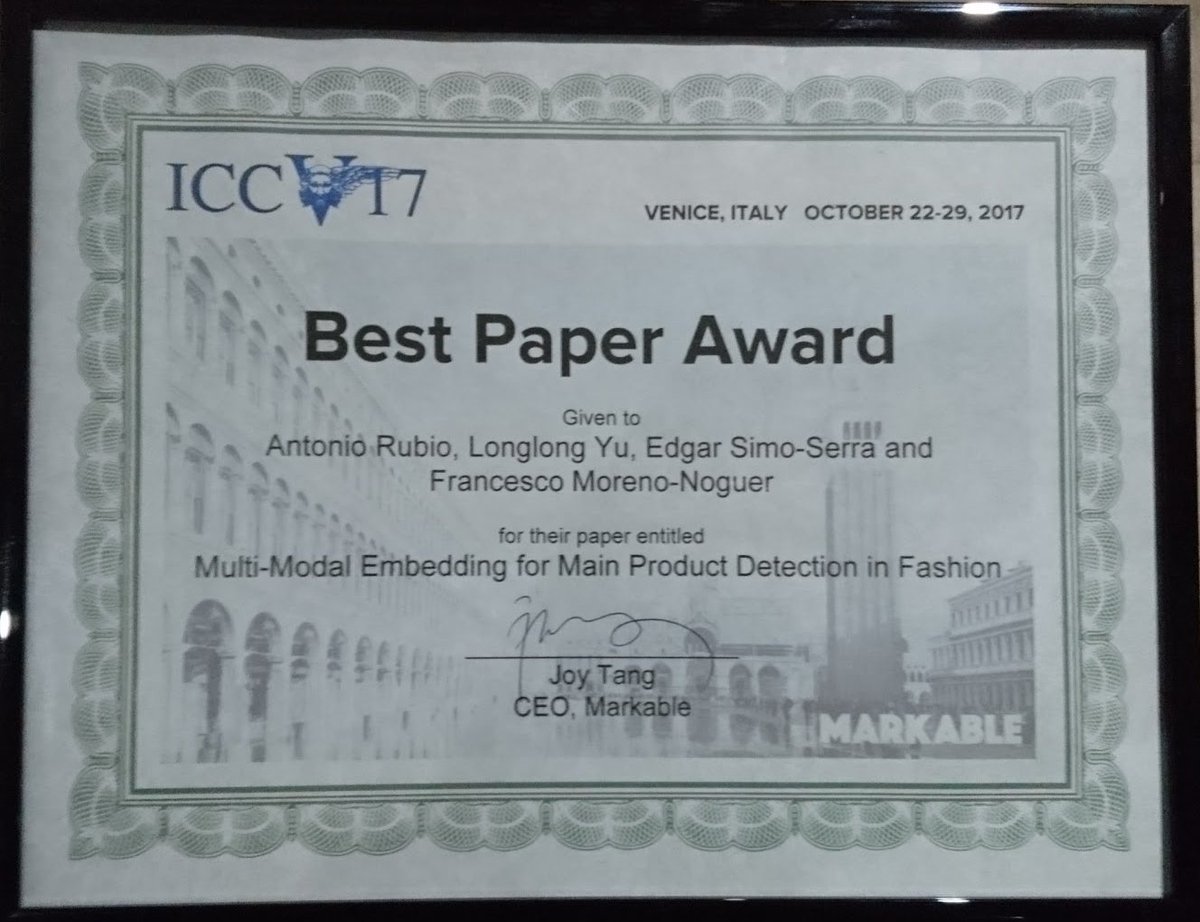 ICCV17
VENICE, ITALY OCTOBER 22-29, 2017
Best Paper Award
Given to
Antonio Rubio, Longlong Yu, Edgar Simo-Serra and
Francesco Moreno-Noguer
for their paper entitled
Multi-Modal Embedding for Main Product Detection in Fashion
Joy Tang
CEO, Markable
MARKABLE